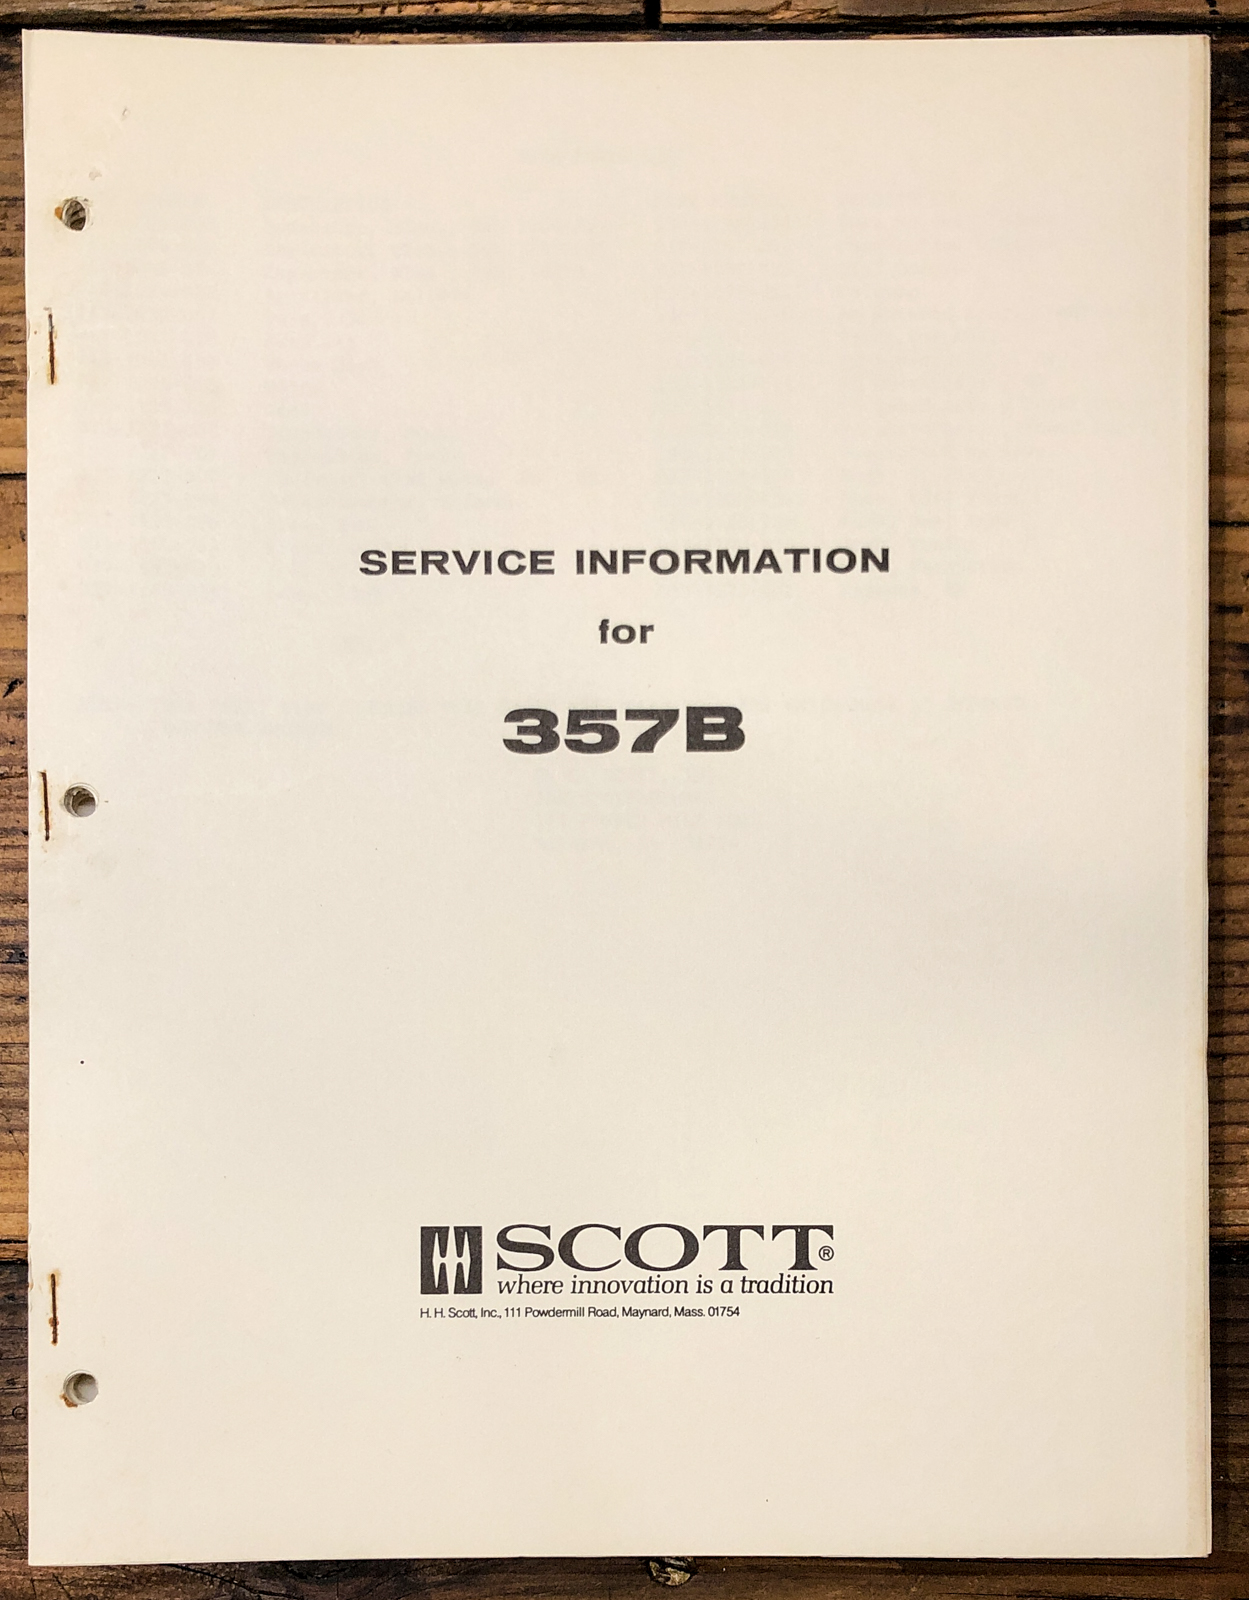 SERVICE INFORMATION
for
357B
SCOTT®
where innovation is a tradition
H. H. Scott, Inc., 111 Powdermill Road, Maynard, Mass. 01754